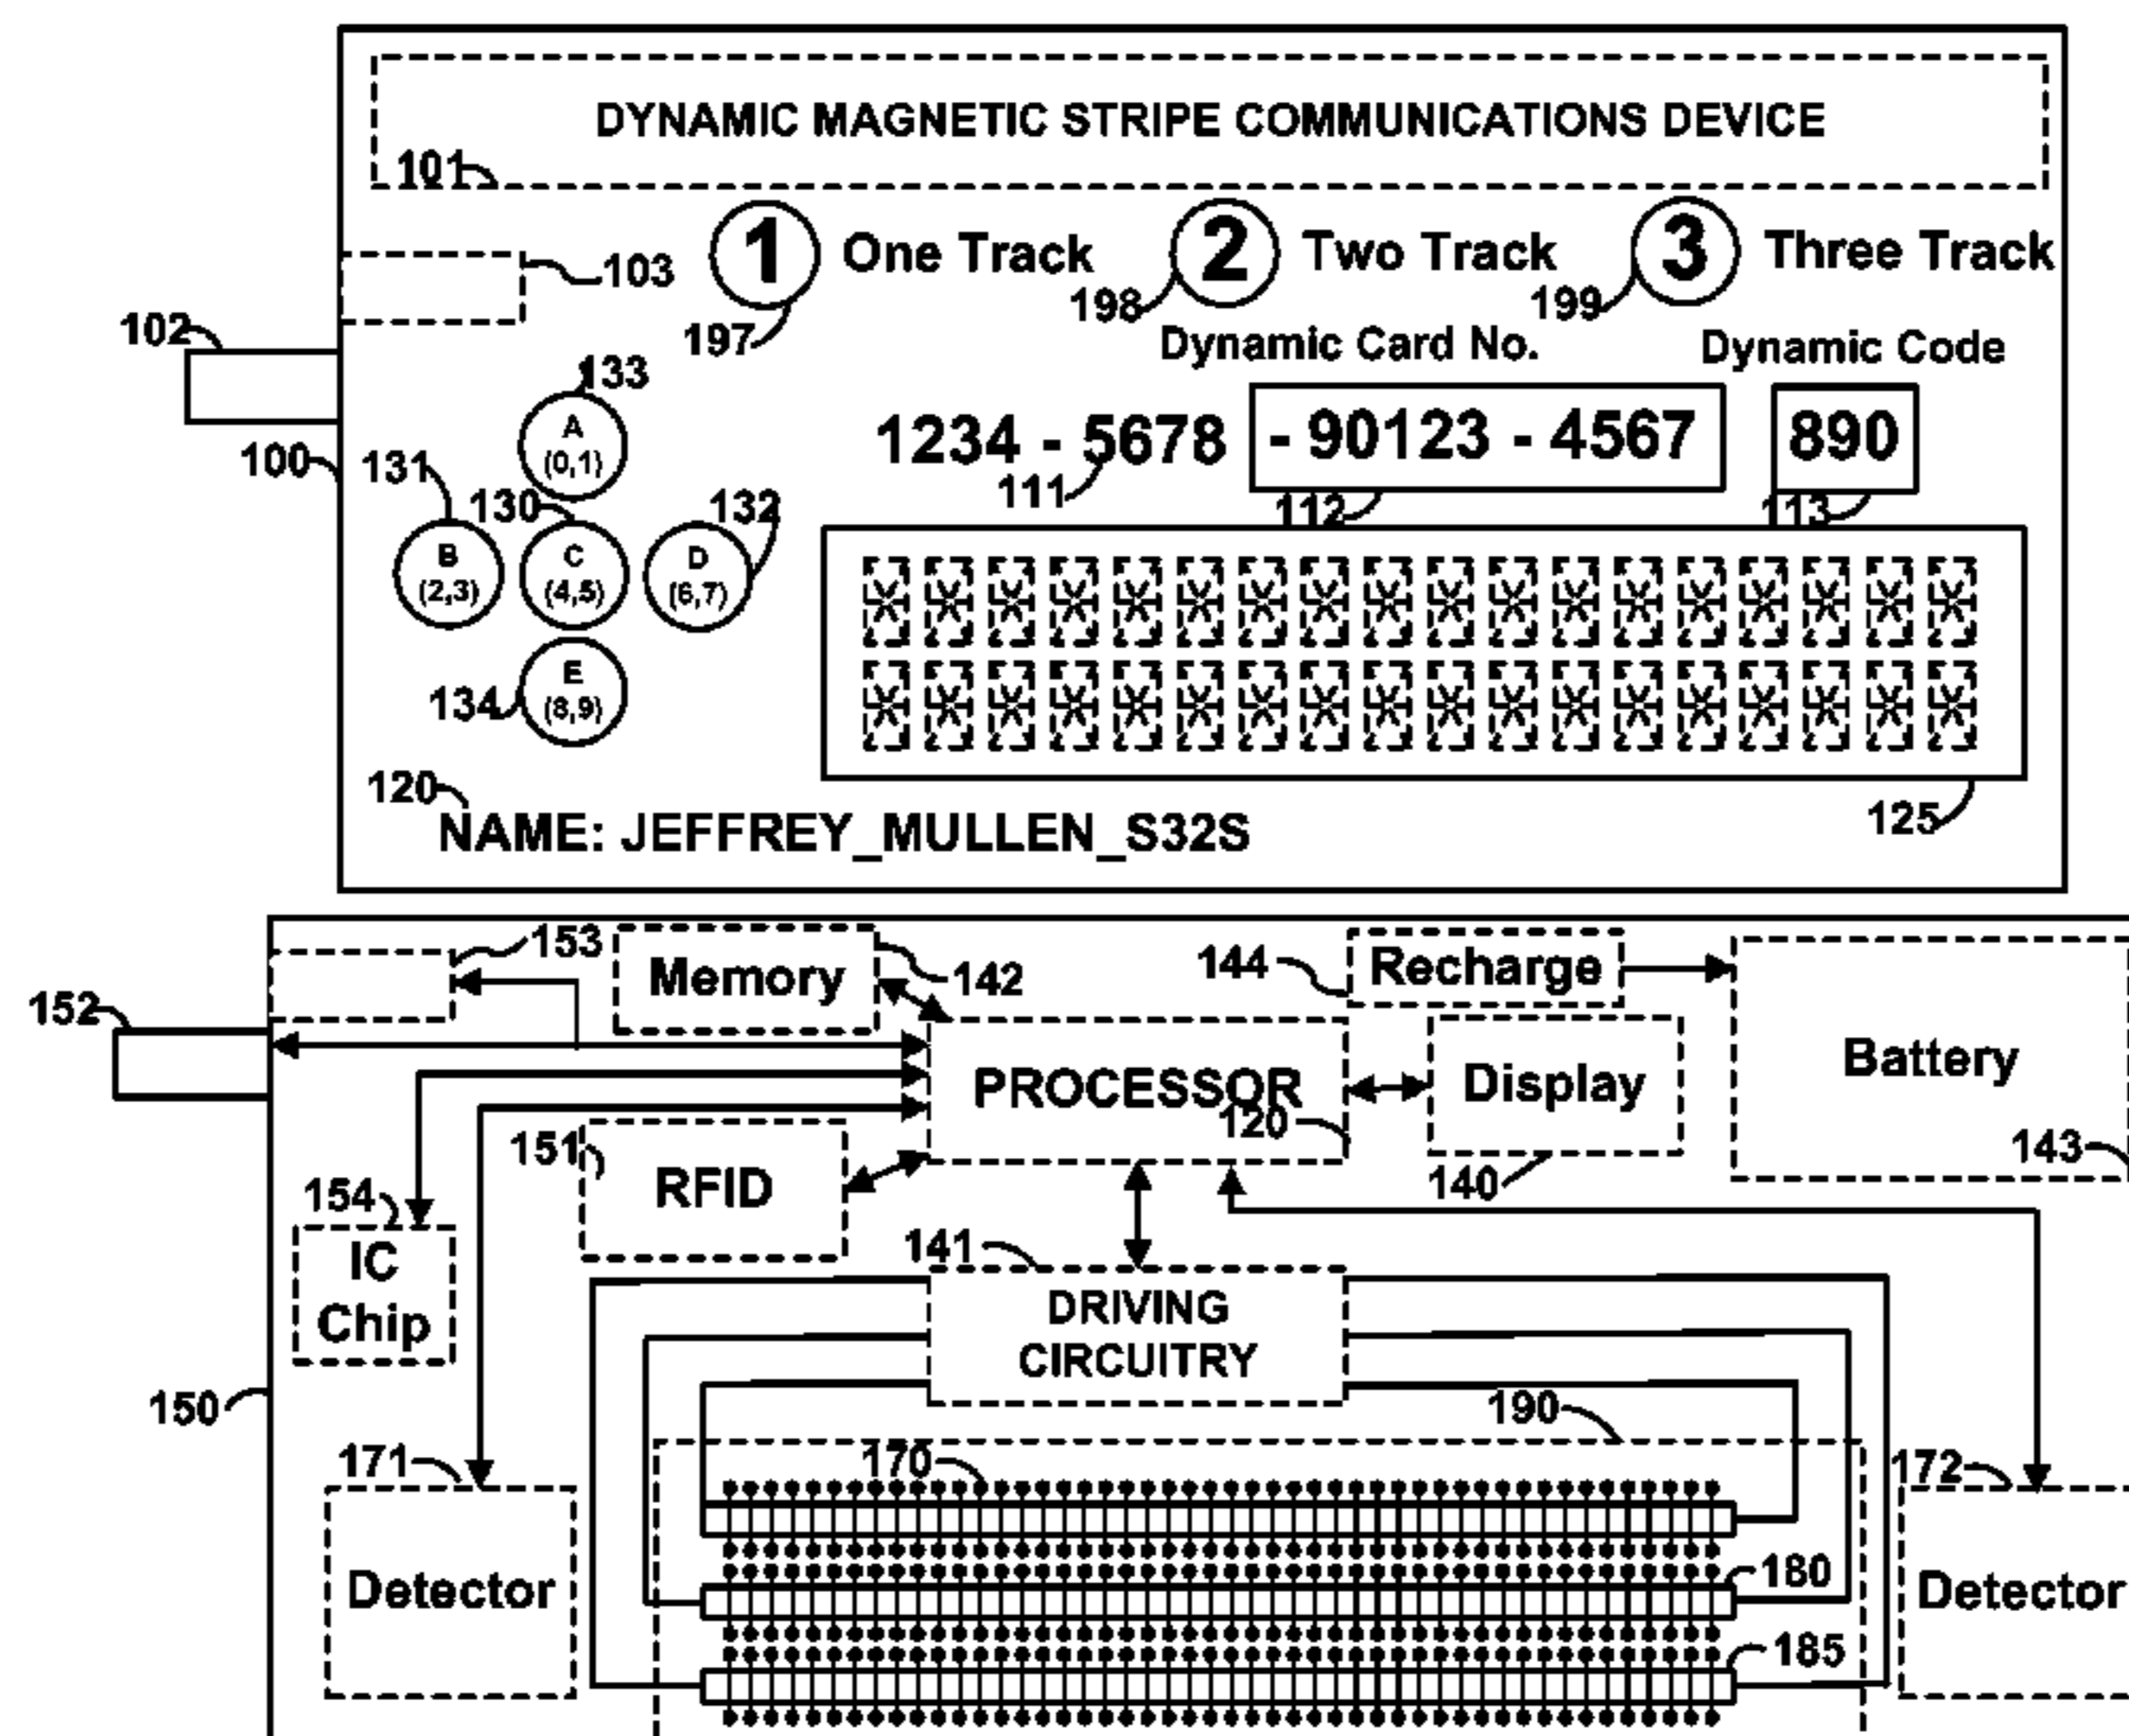 DYNAMIC MAGNETIC STRIPE COMMUNICATIONS DEVICE
101
1 One Track 2 Two Track 3 Three Track
103
198 199
102 197 Dynamic Card No. Dynamic Code
133
A
(0,1)
1234 - 5678 - 90123 - 4567 890
100 131 111
130 132 112 113
B
(2,3)
C
(4,5)
D
(6,7)
E
(8,9)
134
120 125
NAME: JEFFREY_MULLEN_S32S
153 Memory 142 144 Recharge
152
PROCESSOR
120
Display
Battery
143
151 RFID 140
154
IC
Chip
141
DRIVING
CIRCUITRY
150 190
171 170 172
Detector 180 Detector
185